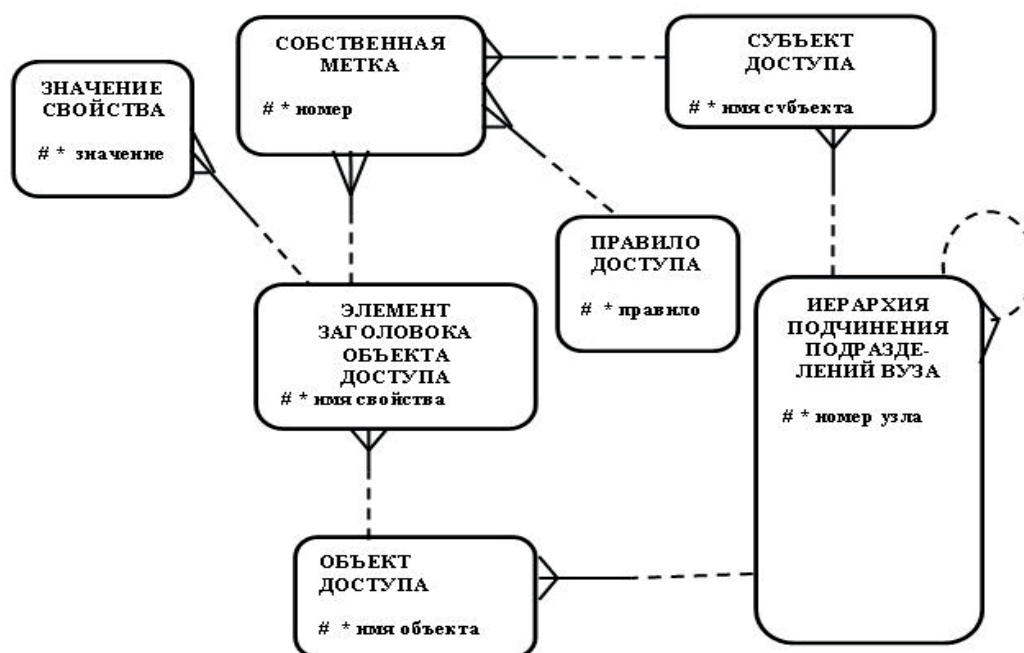 СОБСТВЕННАЯ
МЕТКА
# * номер
СУБЪЕКТ
ДОСТУПА
# * имя субъекта
ЗНАЧЕНИЕ
СВОЙСТВА
# * значение
ПРАВИЛО
ДОСТУПА
# * правило
ЭЛЕМЕНТ
ЗАГОЛОВОКА
ОБЪЕКТА
ДОСТУПА
# * имя свойства
ИЕРАРХИЯ
ПОДЧИНЕНИЯ
ПОДРАЗДЕ-
ЛЕНИЙ ВУЗА
# * номер узла
ОБЪЕКТ
ДОСТУПА
# * имя объекта